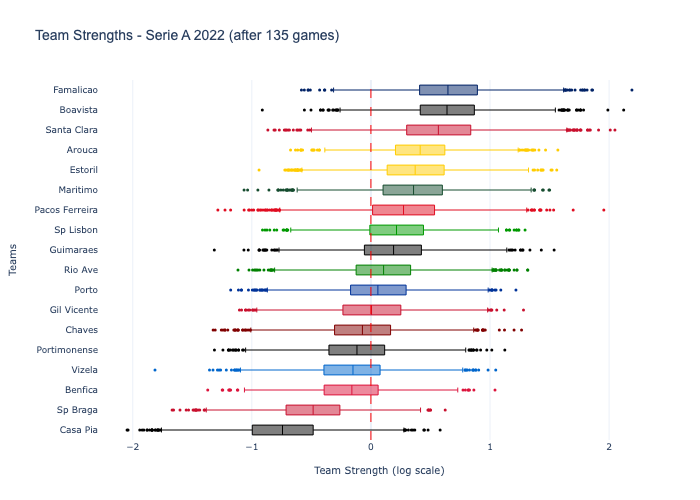 Team Strengths - Serie A 2022 (after 135 games)
Famalicao
Boavista
Santa Clara
Arouca
Estoril
Maritimo
Pacos Ferreira
Sp Lisbon
Guimaraes
Rio Ave
Porto
Gil Vicente
Chaves
Portimonense
Vizela
Benfica
Sp Braga
Casa Pia
Teams
−2 −1 0 1 2
Team Strength (log scale)